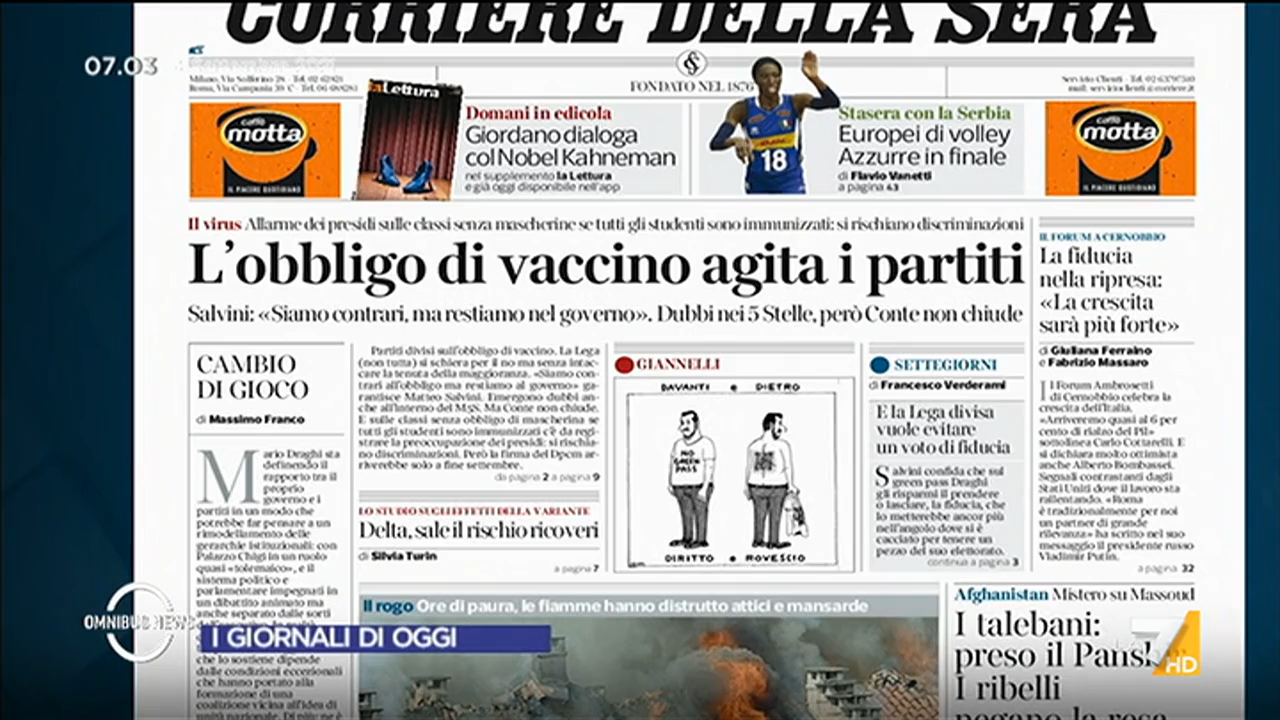 CORRIERE DELLA SERA
07.03
4 Settembre 2021
Milano, Via Solferino 28 - Tel. 02 62821
Roma, Via Campania 59 C - Tel. 06 688281
FONDATO NEL 1876
Servizio Clienti - Tel. 02 63797510
mail: servizioclienti@corriere.it
caffè
motta
IL PIACERE QUOTIDIANO
laLettura
Domani in edicola
Giordano dialoga
col Nobel Kahneman
nel supplemento la Lettura
e già oggi disponibile nell'app
18
Stasera con la Serbia
Europei di volley
Azzurre in finale
di Flavio Vanetti
a pagina 43
caffè
motta
IL PIACERE QUOTIDIANO
Il virus Allarme dei presidi sulle classi senza mascherine se tutti gli studenti sono immunizzati: si rischiano discriminazioni
L'obbligo di vaccino agita i partiti
Salvini: «Siamo contrari, ma restiamo nel governo». Dubbi nei 5 Stelle, però Conte non chiude
CAMBIO
DI GIOCO
di Massimo Franco
Mario Draghi sta
definendo il
rapporto tra il
proprio
governo e i
partiti in un modo che
potrebbe far pensare a un
rimodellamento delle
gerarchie istituzionali: con
Palazzo Chigi in un ruolo
quasi «tolemaico», e il
sistema politico e
parlamentare impegnati in
un dibattito animato ma
anche separato dalle sorti
che lo sostiene dipende
dalle condizioni eccezionali
che hanno portato alla
formazione di una
coalizione vicina all'idea di
unità nazionale. Di più: ne è
Partiti divisi sull'obbligo di vaccino. La Lega
(non tutta) si schiera per il no ma senza intac-
care la tenuta della maggioranza. «Siamo con-
trari all'obbligo ma restiamo al governo» ga-
rantisce Matteo Salvini. Emergono dubbi an-
che all'interno del M5S. Ma Conte non chiude.
E sulle classi senza obbligo di mascherina se
tutti gli studenti sono immunizzati c'è da regi-
strare la preoccupazione dei presidi: si rischia-
no discriminazioni. Però la firma del Dpcm ar-
riverebbe solo a fine settembre.
da pagina 2 a pagina 9
LO STUDIO SUGLI EFFETTI DELLA VARIANTE
Delta, sale il rischio ricoveri
di Silvia Turin
a pagina 7
GIANNELLI
DAVANTI e DIETRO
NO
GREEN
PASS
DIRITTO e ROVESCIO
SETTEGIORNI
di Francesco Verderami
E la Lega divisa
vuole evitare
un voto di fiducia
Salvini confida che sul
green pass Draghi
gli risparmi il prendere
o lasciare, la fiducia, che
lo metterebbe ancor più
nell'angolo dove si è
cacciato per tenere un
pezzo del suo elettorato.
continua a pagina 3
IL FORUM A CERNOBBIO
La fiducia
nella ripresa:
«La crescita
sarà più forte»
di Giuliana Ferraino
e Fabrizio Massaro
Il Forum Ambrosetti
di Cernobbio celebra la
crescita dell'Italia.
«Arriveremo quasi al 6 per
cento di rialzo del Pil»
sottolinea Carlo Cottarelli. E
si dichiara molto ottimista
anche Alberto Bombassei.
Segnali contrastanti dagli
Stati Uniti dove il lavoro sta
rallentando. «Roma
è tradizionalmente per noi
un partner di grande
rilevanza» ha scritto nel suo
messaggio il presidente russo
Vladimir Putin.
a pagina 32
Il rogo Ore di paura, le fiamme hanno distrutto attici e mansarde
Afghanistan Mistero su Massoud
I talebani:
preso il Panshir
I ribelli
negano la resa
OMNIBUS NEWS
I GIORNALI DI OGGI
LA7
HD